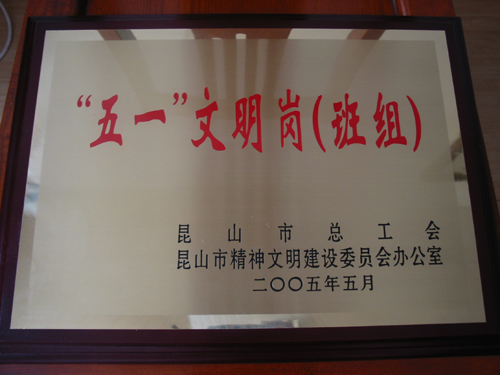 “五一”文明岗(班组)
昆山市总工会
昆山市精神文明建设委员会办公室
二〇〇五年五月